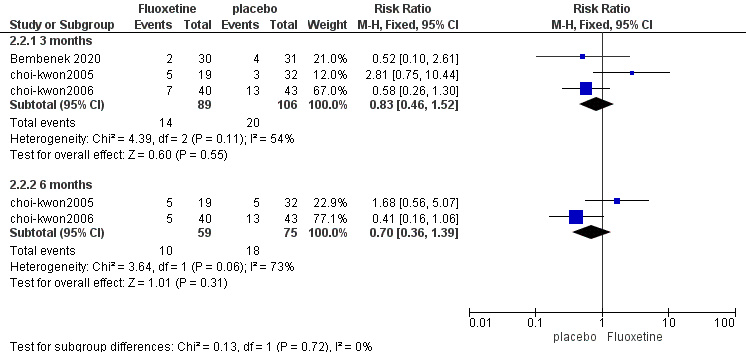 Fluoxetine placebo Risk Ratio Risk Ratio
Study or Subgroup Events Total Events Total Weight M-H, Fixed, 95% CI M-H, Fixed, 95% CI
2.2.1 3 months
Bembenek 2020 2 30 4 31 21.0% 0.52 [0.10, 2.61]
choi-kwon2005 5 19 3 32 12.0% 2.81 [0.75, 10.44]
choi-kwon2006 7 40 13 43 67.0% 0.58 [0.26, 1.30]
Subtotal (95% CI) 89 106 100.0% 0.83 [0.46, 1.52]
Total events 14 20
Heterogeneity: Chi² = 4.39, df = 2 (P = 0.11); I² = 54%
Test for overall effect: Z = 0.60 (P = 0.55)
2.2.2 6 months
choi-kwon2005 5 19 5 32 22.9% 1.68 [0.56, 5.07]
choi-kwon2006 5 40 13 43 77.1% 0.41 [0.16, 1.06]
Subtotal (95% CI) 59 75 100.0% 0.70 [0.36, 1.39]
Total events 10 18
Heterogeneity: Chi² = 3.64, df = 1 (P = 0.06); I² = 73%
Test for overall effect: Z = 1.01 (P = 0.31)
0.01 0.1 1 10 100
placebo Fluoxetine
Test for subgroup differences: Chi² = 0.13, df = 1 (P = 0.72), I² = 0%